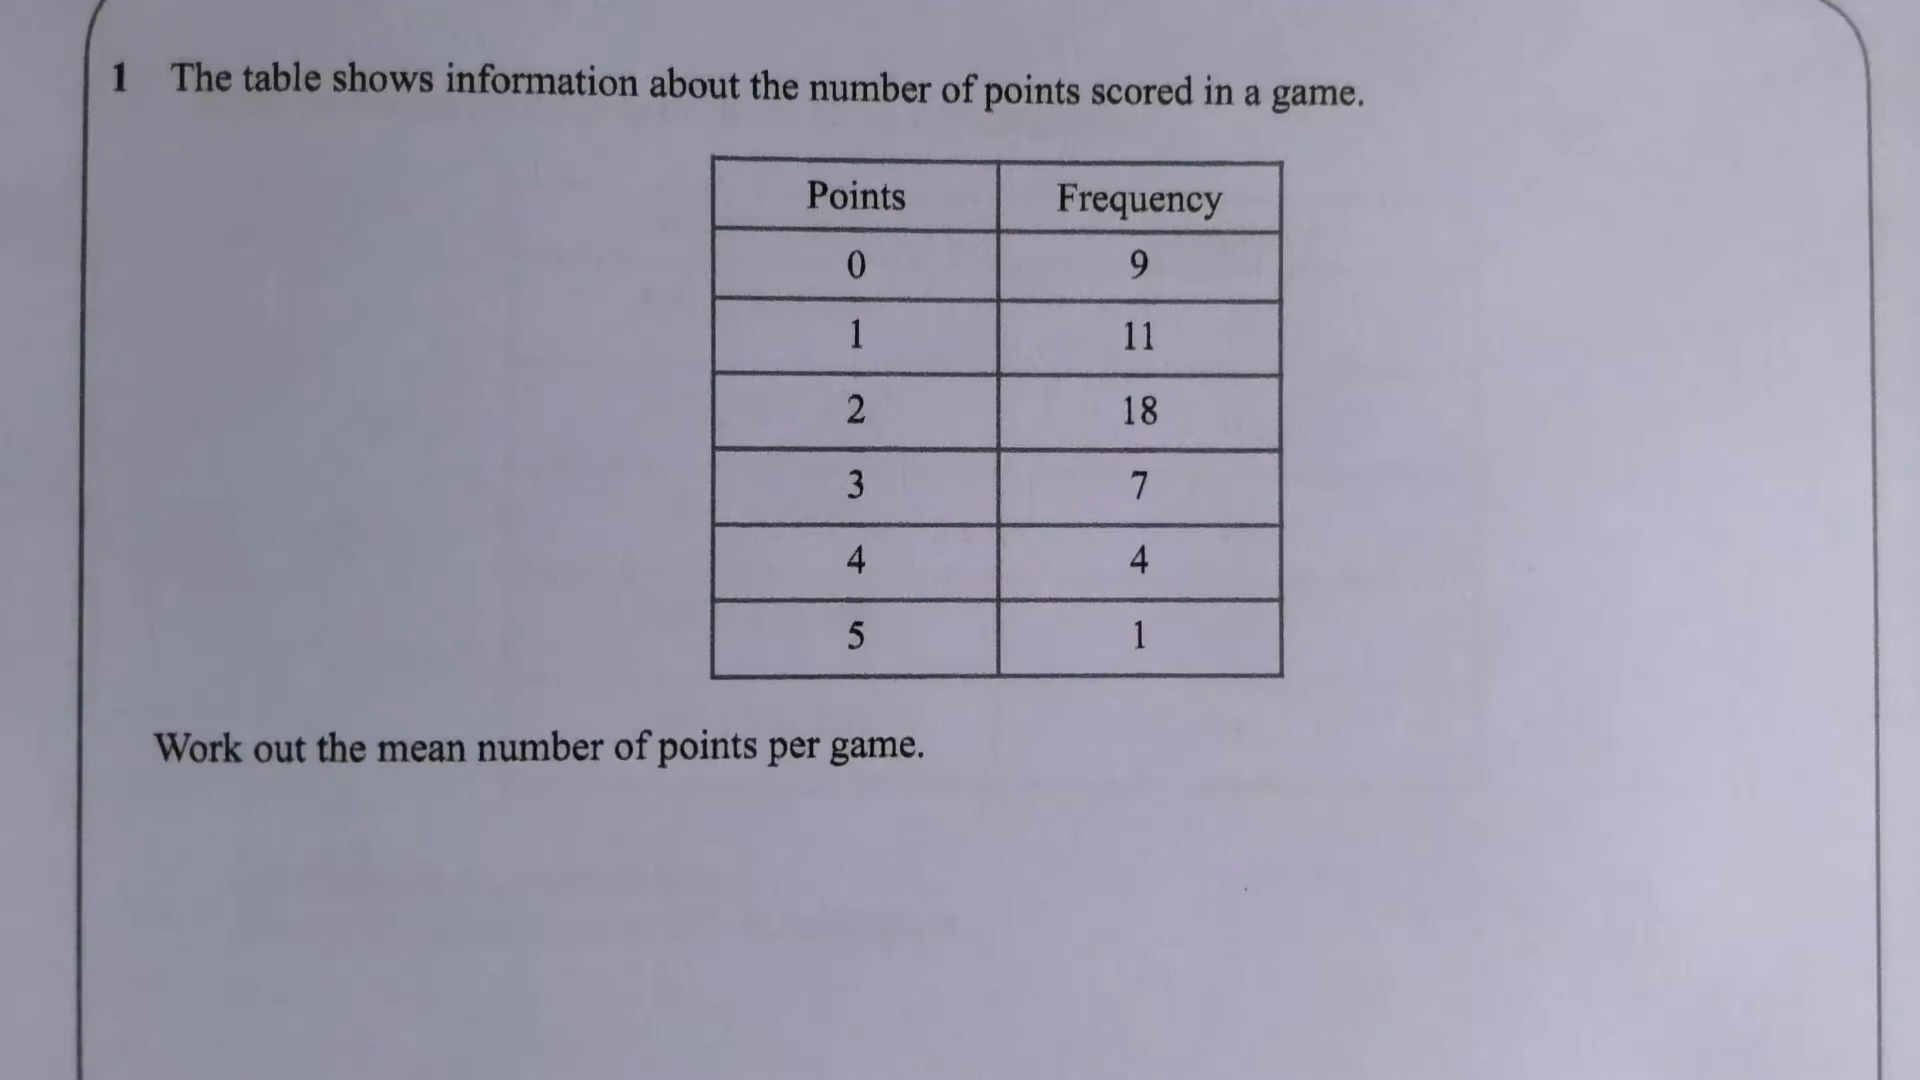 1 The table shows information about the number of points scored in a game.
Points Frequency
0 9
1 11
2 18
3 7
4 4
5 1
Work out the mean number of points per game.